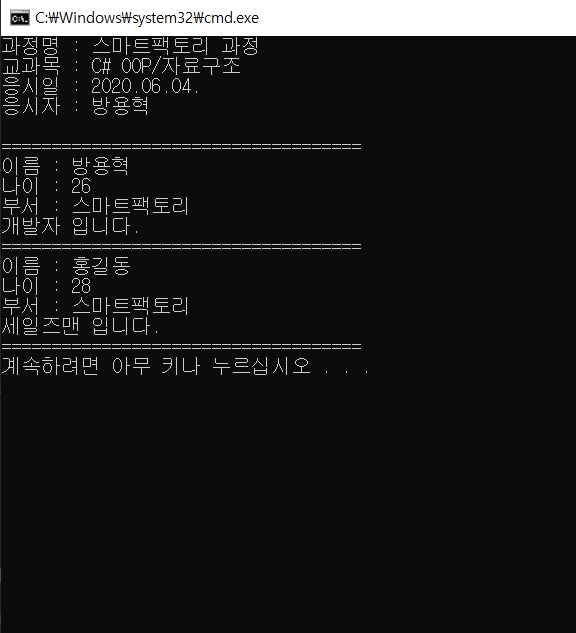 C:\Windows\system32\cmd.exe
과정명 : 스마트팩토리 과정
교과목 : C# OOP/자료구조
응시일 : 2020.06.04.
응시자 : 방용혁
====================================
이름 : 방용혁
나이 : 26
부서 : 스마트팩토리
개발자 입니다.
====================================
이름 : 홍길동
나이 : 28
부서 : 스마트팩토리
세일즈맨 입니다.
====================================
계속하려면 아무 키나 누르십시오 . . .